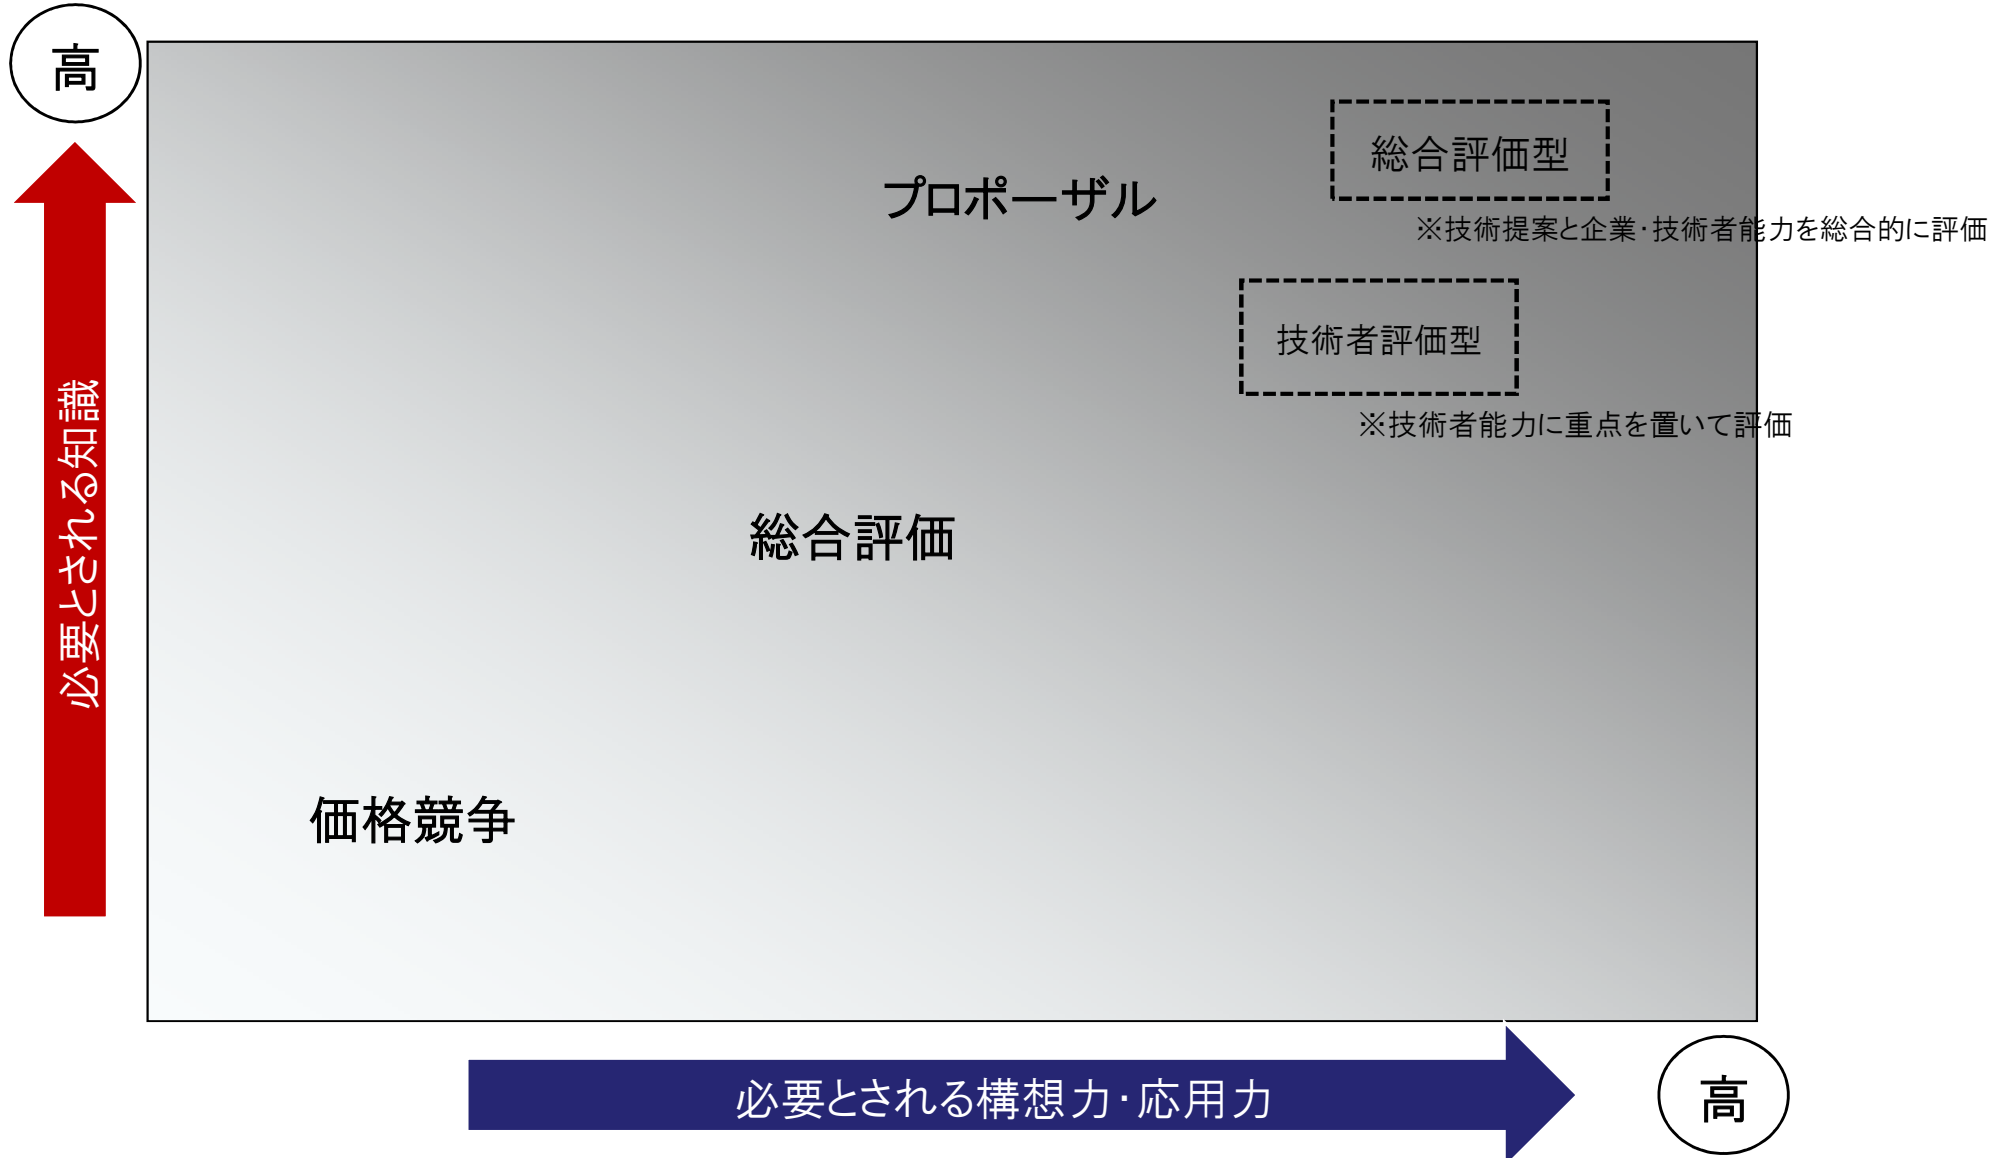 高
総合評価型
プロポーザル
※技術提案と企業・技術者能力を総合的に評価
技術者評価型
※技術者能力に重点を置いて評価
必要とされる知識
総合評価
価格競争
必要とされる構想力・応用力
高